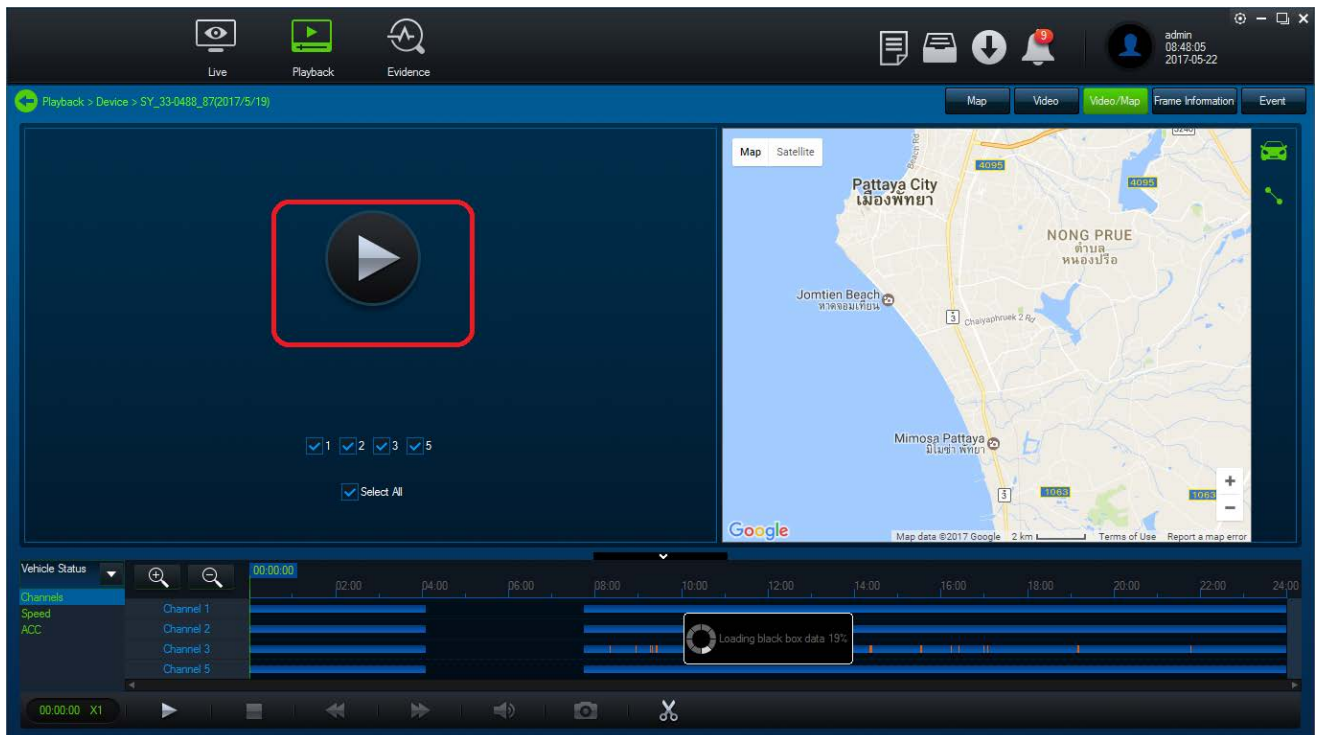 Live
Playback
Evidence
9
admin
08:48:05
2017-05-22
Playback > Device > SY_33-0488_87(2017/5/19)
Map
Video
Video/Map
Frame Information
Event
Map
Satellite
Beach Rd
3240
4095
Pattaya City
เมืองพัทยา
4095
NONG PRUE
ตำบล
หนองปรือ
Jomtien Beach
หาดจอมเทียน
3
Chaiyaphruek 2 Rd
Mimosa Pattaya
มิโมซ่า พัทยา
3
1063
1063
+
−
Google
Map data ©2017 Google
2 km
Terms of Use
Report a map error
1
2
3
5
Select All
Vehicle Status
Channels
Speed
ACC
00:00:00
02:00
04:00
06:00
08:00
10:00
12:00
14:00
16:00
18:00
20:00
22:00
24:00
Channel 1
Channel 2
Channel 3
Channel 5
Loading black box data 19%
00:00:00 X1